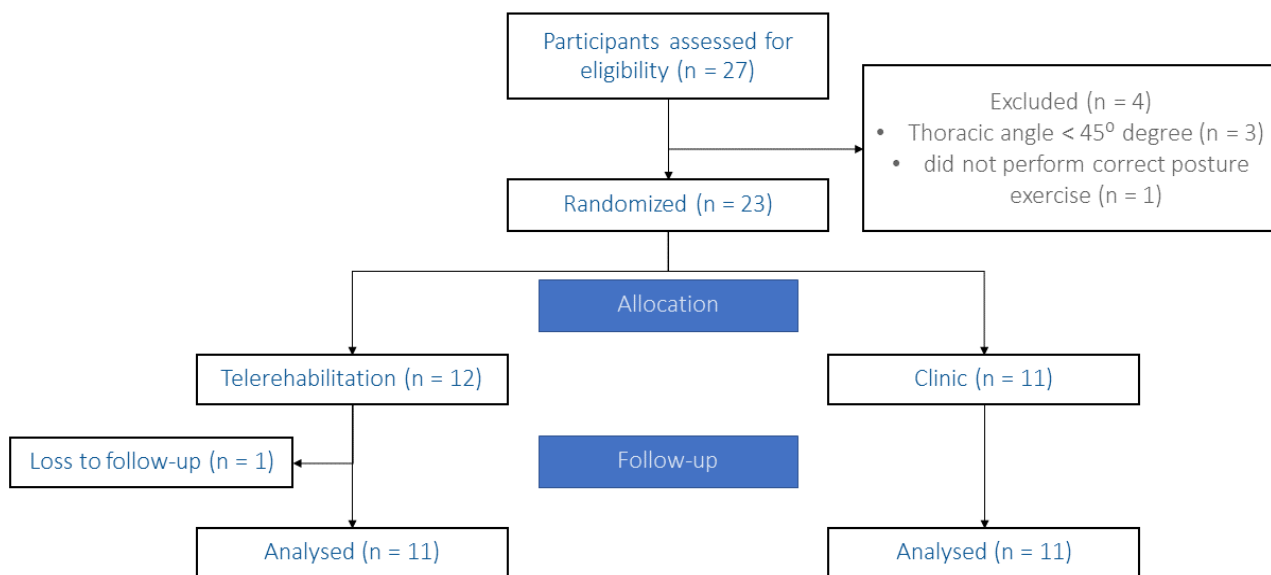 Participants assessed for
eligibility (n = 27)
Excluded (n = 4)
• Thoracic angle < 45⁰ degree (n = 3)
• did not perform correct posture
exercise (n = 1)
Randomized (n = 23)
Allocation
Telerehabilitation (n = 12)
Clinic (n = 11)
Loss to follow-up (n = 1)
Follow-up
Analysed (n = 11)
Analysed (n = 11)